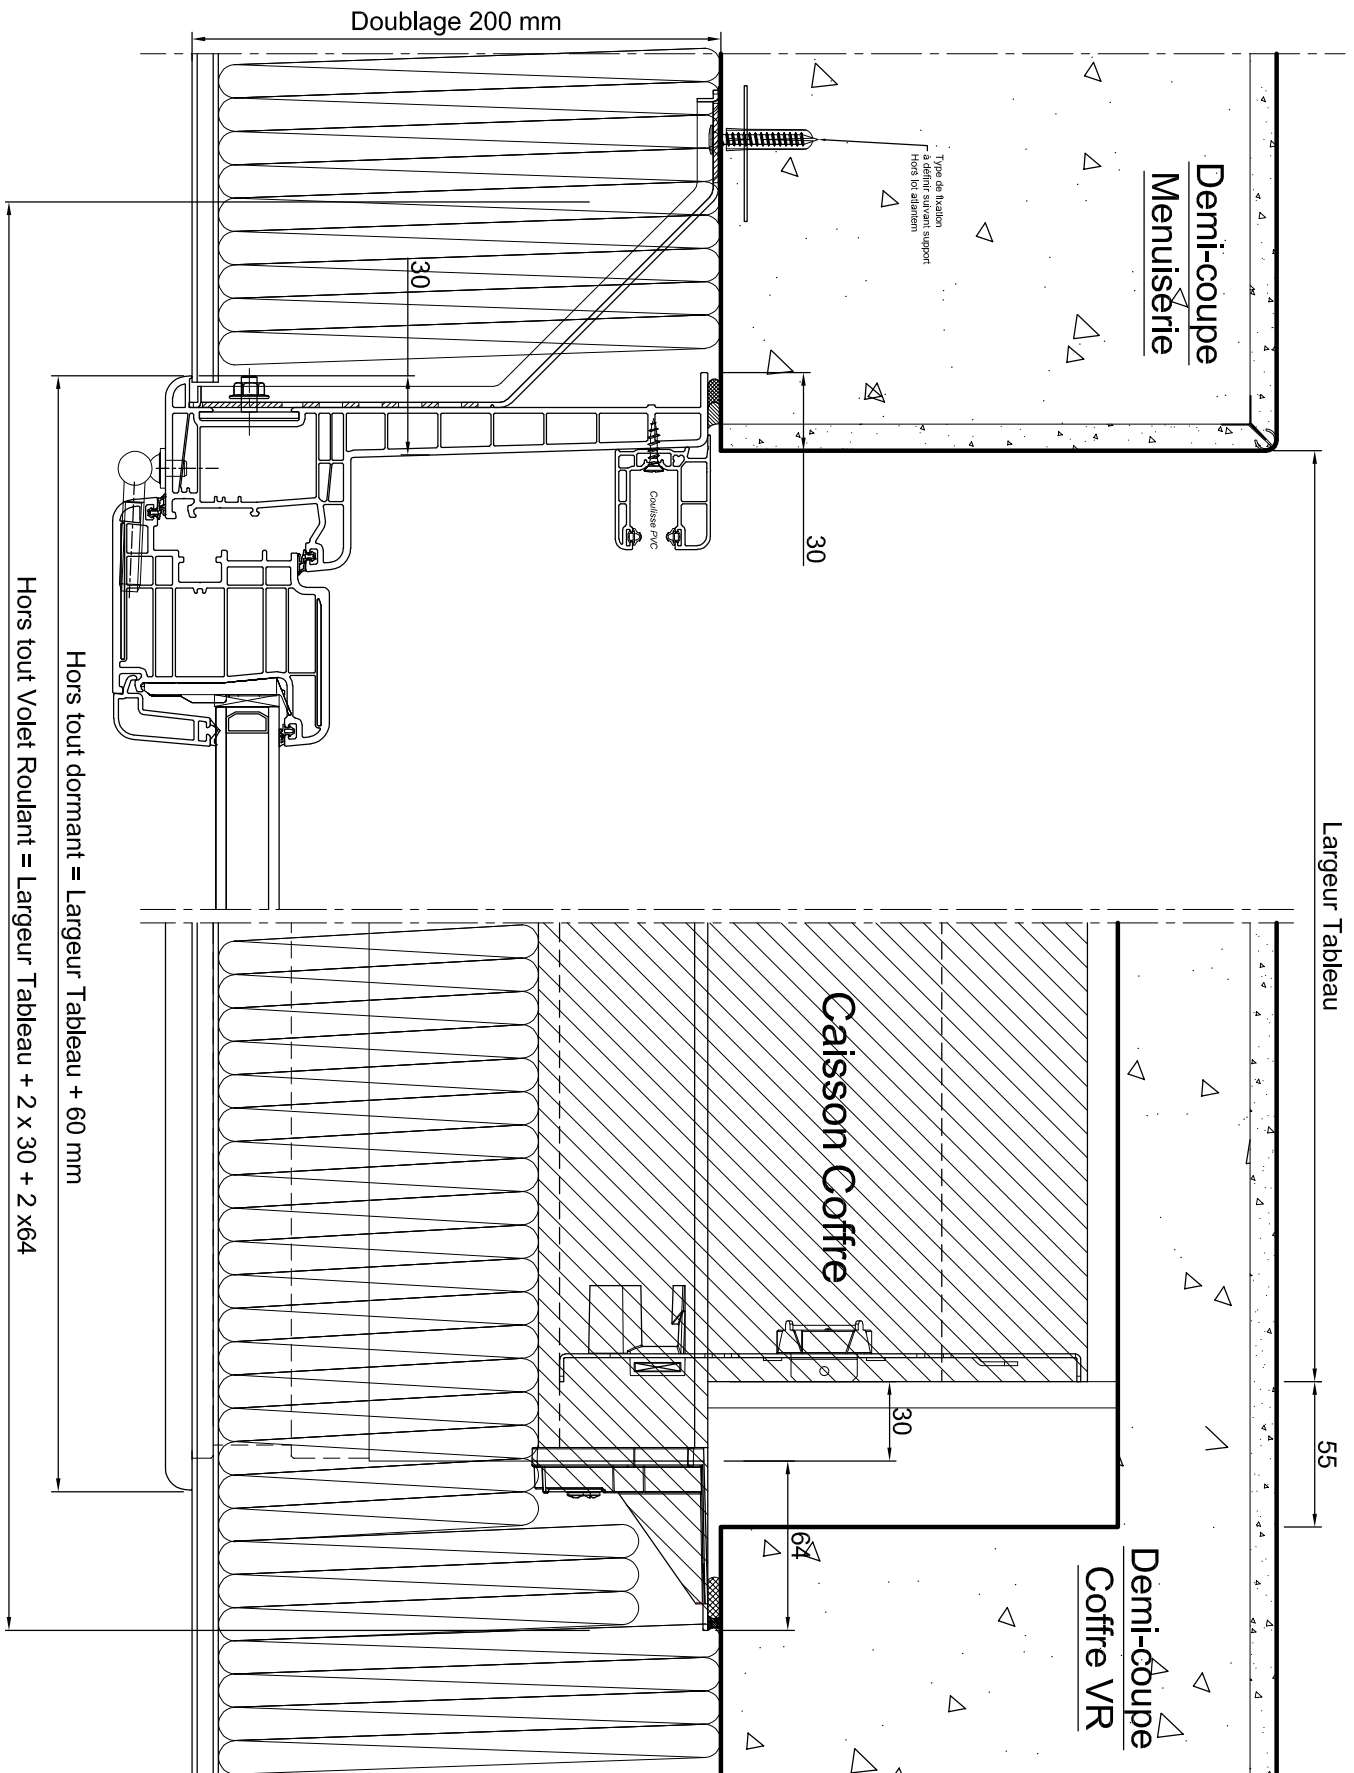 Doublage 200 mm
Demi-coupe
Menuiserie
Type de fixation
à définir suivant support
Hors lot atlantem
30
30
Coulisse PVC
Largeur Tableau
Hors tout dormant = Largeur Tableau + 60 mm
Hors tout Volet Roulant = Largeur Tableau + 2 x 30 + 2 x64
Caisson Coffre
30
55
64
Demi-coupe
Coffre VR